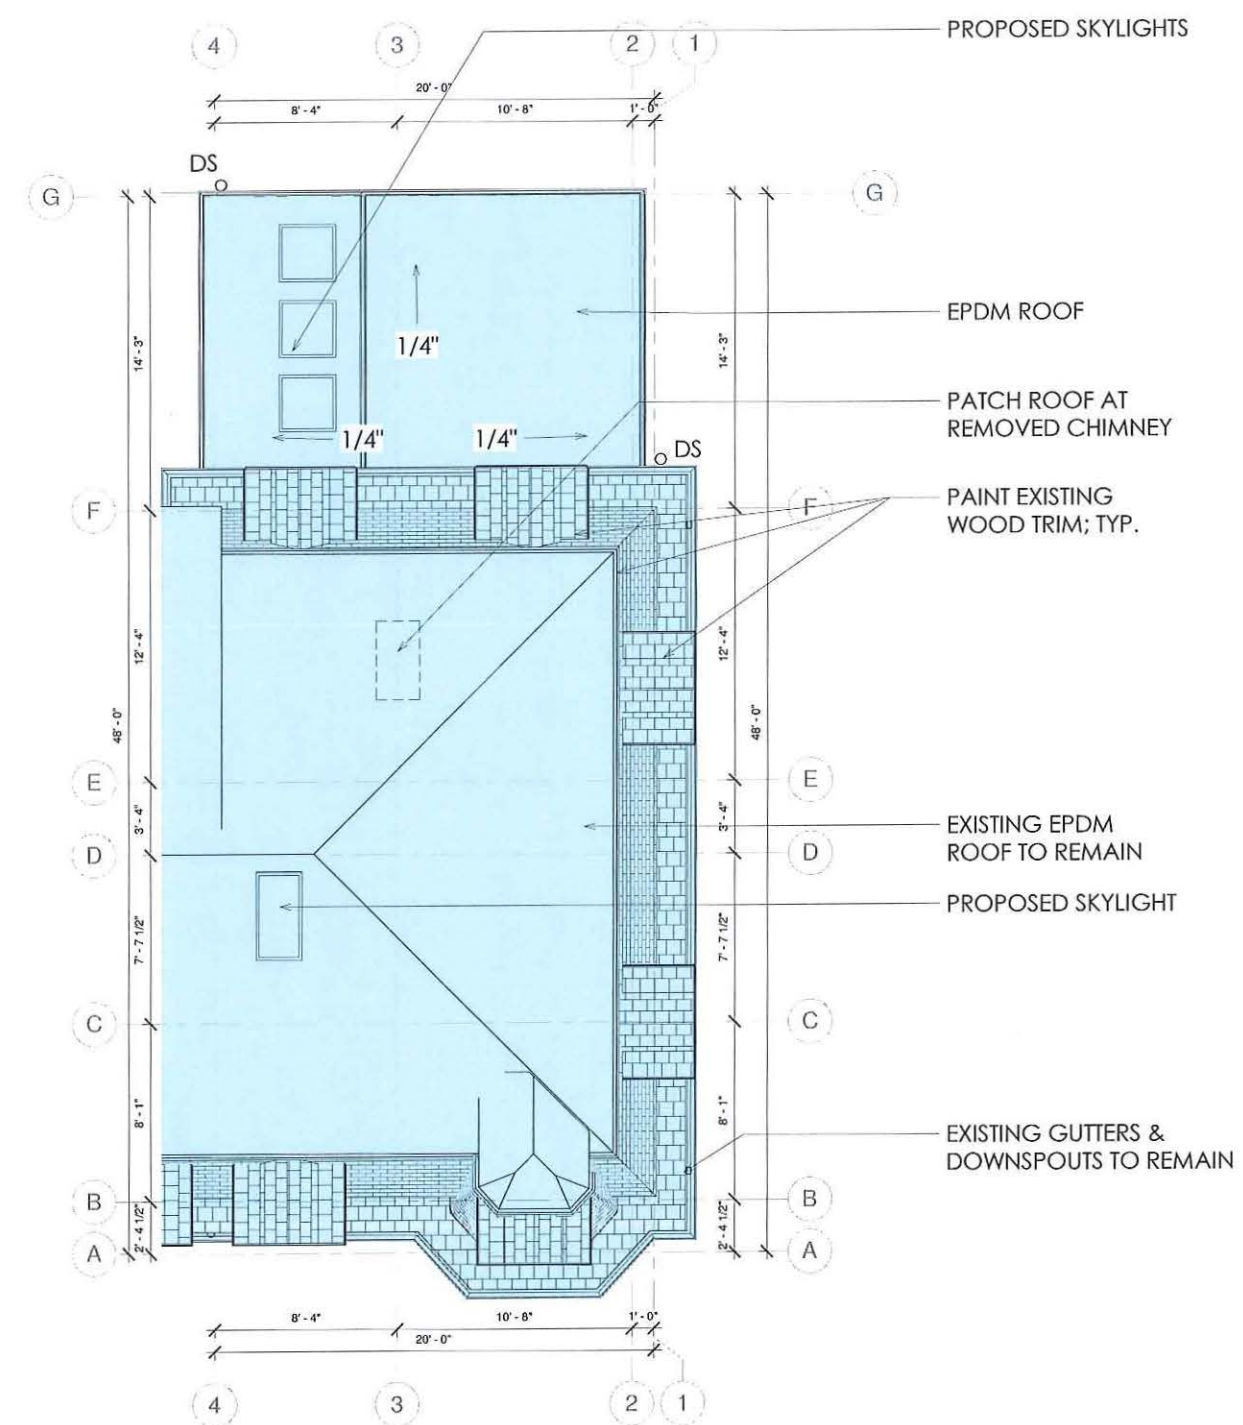 PROPOSED SKYLIGHTS
4
3
2
1
20' - 0"
8' - 4"
10' - 8"
1' - 0"
DS
G
G
14' - 3"
14' - 3"
EPDM ROOF
1/4"
PATCH ROOF AT
REMOVED CHIMNEY
1/4"
1/4"
DS
PAINT EXISTING
WOOD TRIM; TYP.
F
F
12' - 4"
12' - 4"
48' - 0"
48' - 0"
E
E
3' - 4"
3' - 4"
EXISTING EPDM
ROOF TO REMAIN
D
D
PROPOSED SKYLIGHT
7' - 7 1/2"
7' - 7 1/2"
C
C
8' - 1"
8' - 1"
EXISTING GUTTERS &
DOWNSPOUTS TO REMAIN
B
B
2' - 4 1/2"
2' - 4 1/2"
A
A
8' - 4"
10' - 8"
1' - 0"
20' - 0"
4
3
2
1